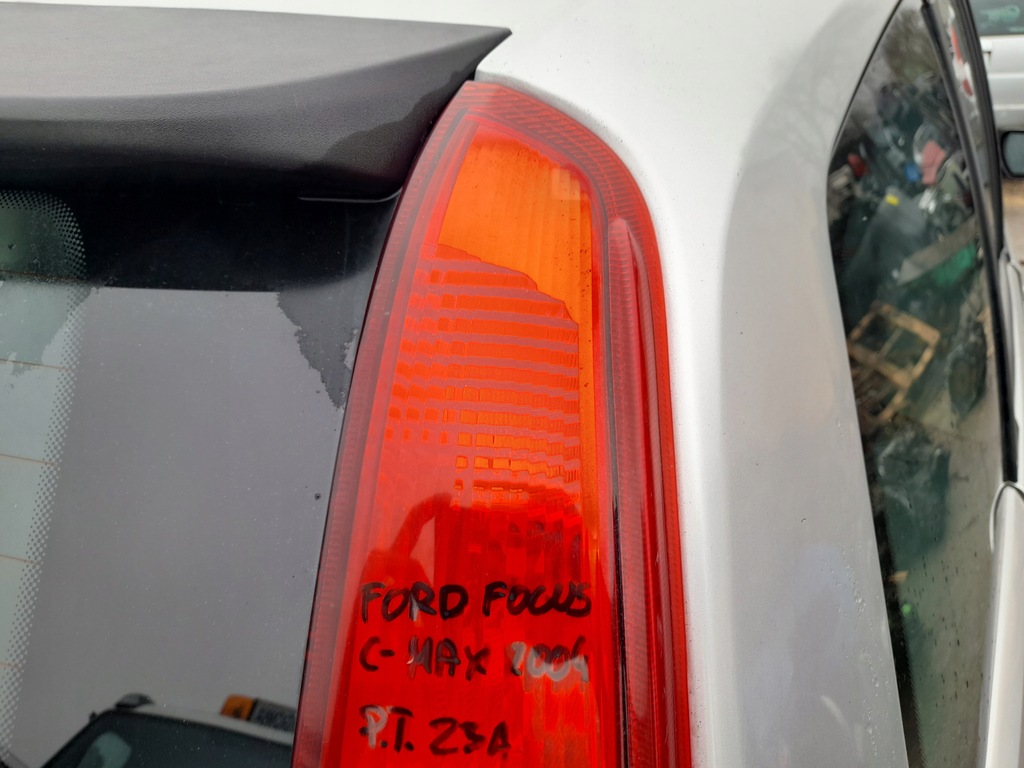 FORD FOCUS
C-MAX 2004
P.T. 23A